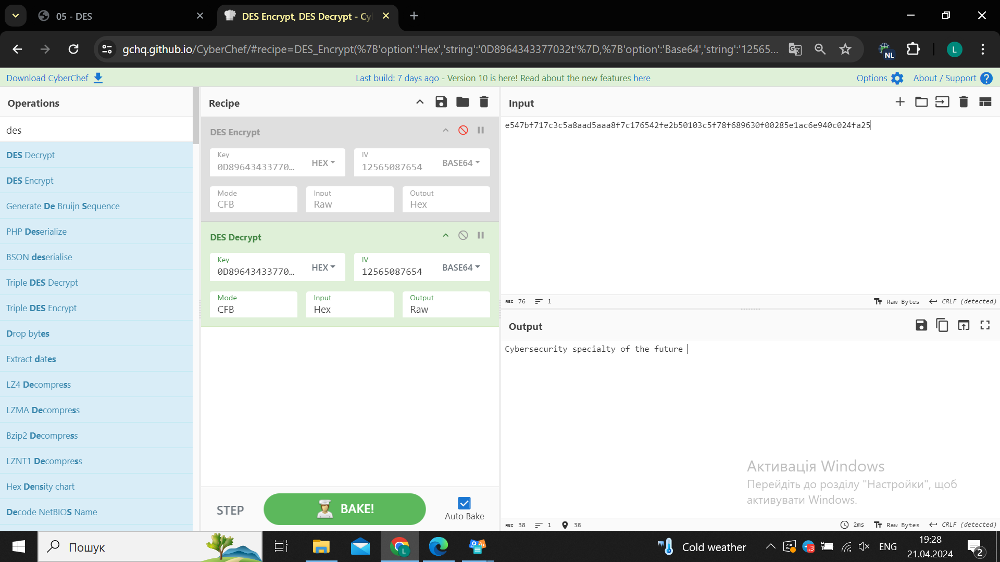 05 - DES
DES Encrypt, DES Decrypt - Cy
gchq.github.io/CyberChef/#recipe=DES_Encrypt(%7B'option':'Hex','string':'0D8964343377032t'%7D,%7B'option':'Base64','string':'12565...
NL
L
Download CyberChef
Last build: 7 days ago - Version 10 is here! Read about the new features here
Options
About / Support
Operations
des
DES Decrypt
DES Encrypt
Generate De Bruijn Sequence
PHP Deserialize
BSON deserialise
Triple DES Decrypt
Triple DES Encrypt
Drop bytes
Extract dates
LZ4 Decompress
LZMA Decompress
Bzip2 Decompress
LZNT1 Decompress
Hex Density chart
Decode NetBIOS Name
Recipe
DES Encrypt
Key
0D89643433770...
HEX
IV
12565087654
BASE64
Mode
CFB
Input
Raw
Output
Hex
DES Decrypt
Key
0D89643433770...
HEX
IV
12565087654
BASE64
Mode
CFB
Input
Hex
Output
Raw
STEP
BAKE!
Auto Bake
Input
e547bf717c3c5a8aad5aaa8f7c176542fe2b50103c5f78f689630f00285e1ac6e940c024fa25
ABC 76
1
Tт Raw Bytes
CRLF (detected)
Output
Cybersecurity specialty of the future
Активація Windows
Перейдіть до розділу "Настройки", щоб
активувати Windows.
ABC 38
1
38
2ms
Tт Raw Bytes
CRLF (detected)
Пошук
L
Cold weather
..3
ENG
19:28
21.04.2024
2